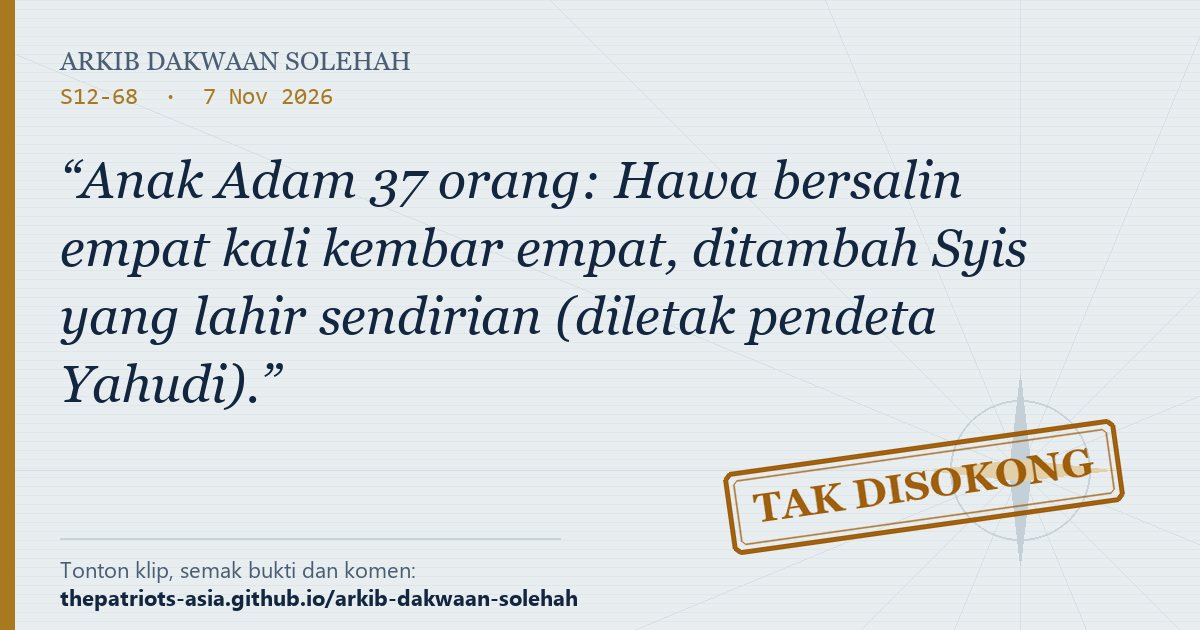 ARKIB DAKWAAN SOLEHAH
S12-68 · 7 Nov 2026
“Anak Adam 37 orang: Hawa bersalin
empat kali kembar empat, ditambah Syis
yang lahir sendirian (diletak pendeta
Yahudi).”
TAK DISOKONG
Tonton klip, semak bukti dan komen:
thepatriots-asia.github.io/arkib-dakwaan-solehah